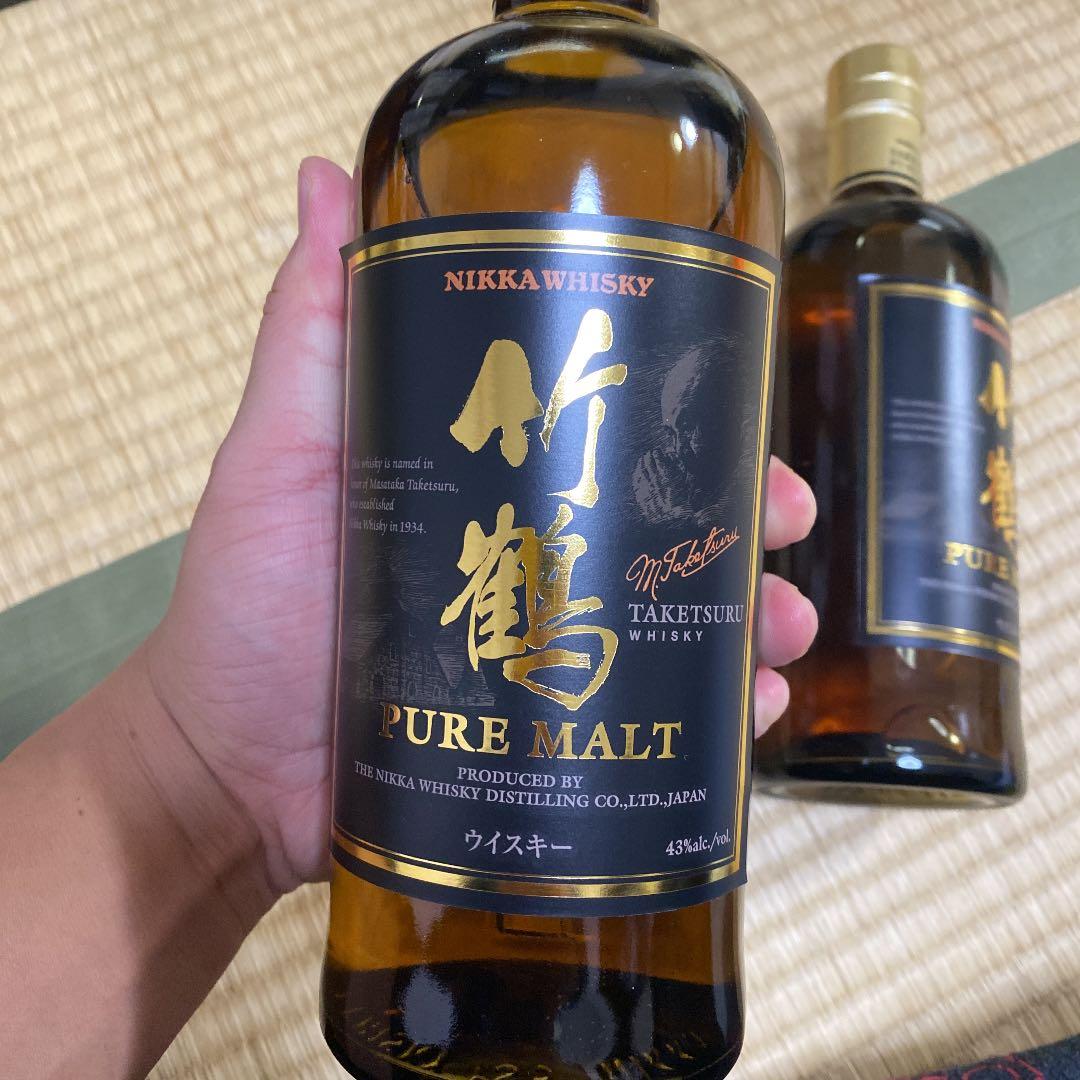 NIKKA WHISKY
竹鶴
This whisky is named in
honor of Masataka Taketsuru,
who established
Nikka Whisky in 1934.
M. Taketsuru
TAKETSURU
WHISKY
PURE MALT
PRODUCED BY
THE NIKKA WHISKY DISTILLING CO.,LTD.,JAPAN
ウイスキー
43%alc./vol.
竹
鶴
PURE